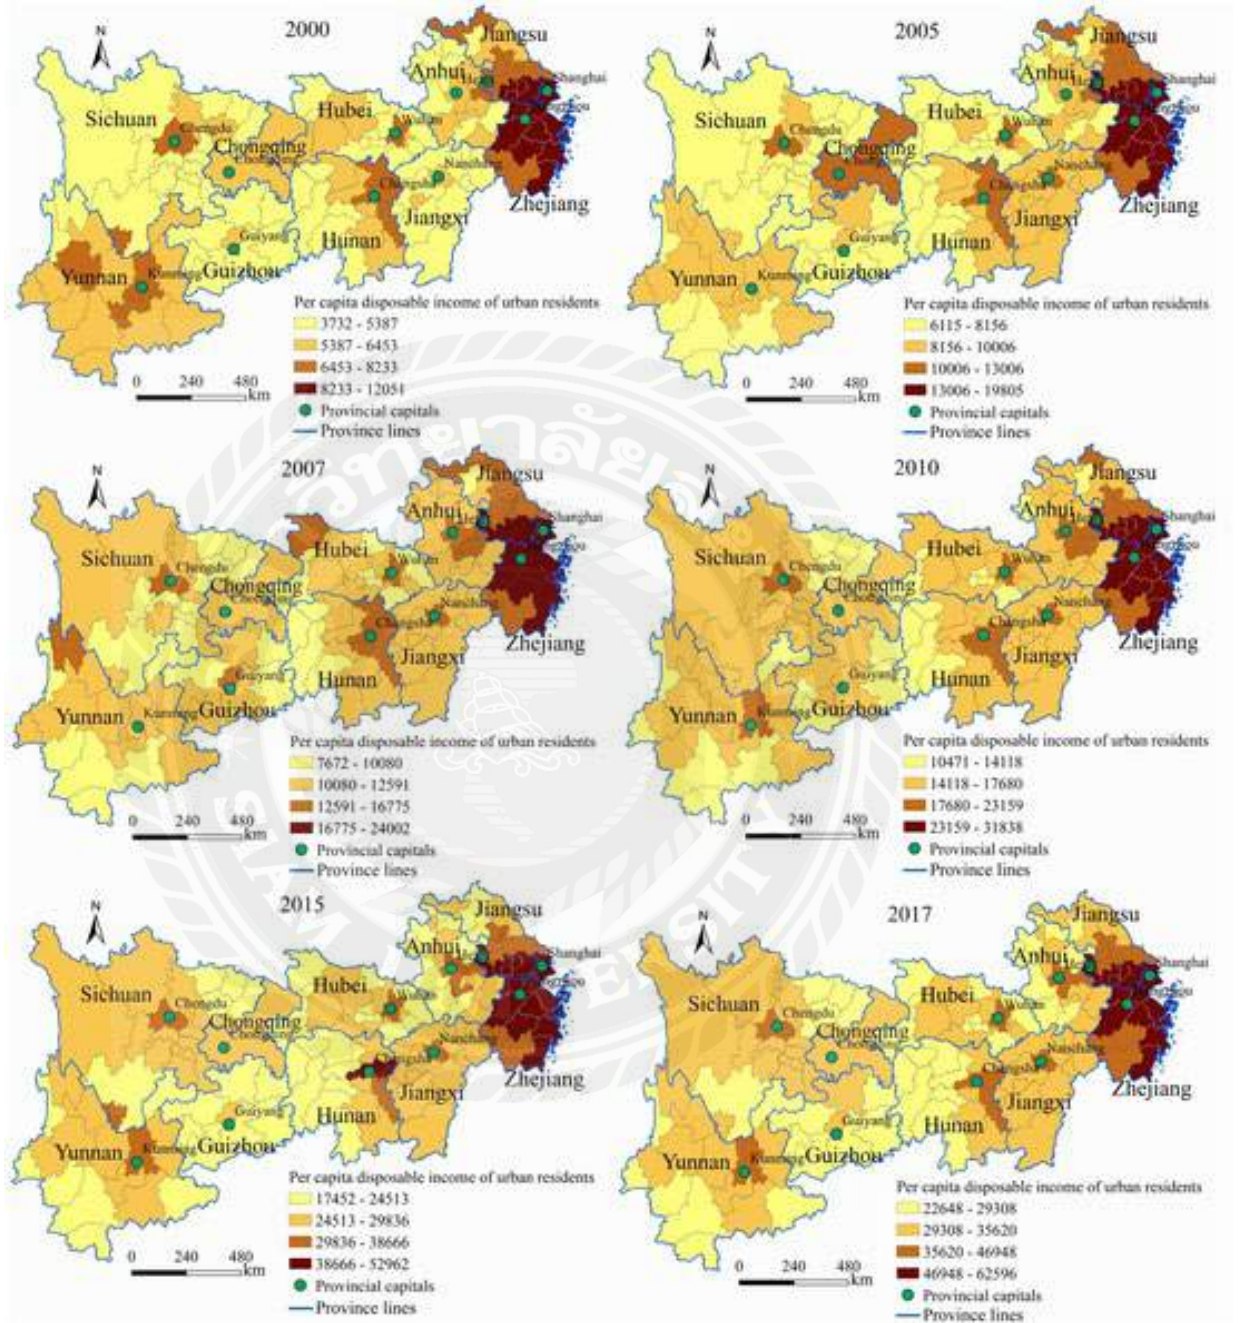 N
2000
Jiangsu
Anhui
Shanghai
Hubei
Sichuan
Wuhan
Chengdu
Chongqing
Nanchang
Changsha
Zhejiang
Jiangxi
Hunan
Guiyang
Yunnan
Kunming
Guizhou
Per capita disposable income of urban residents
3732 - 5387
5387 - 6453
6453 - 8233
8233 - 12051
0 240 480
km
Provincial capitals
Province lines
N
2005
Jiangsu
Anhui
Shanghai
Hubei
Sichuan
Wuhan
Chengdu
Chongqing
Nanchang
Changsha
Zhejiang
Jiangxi
Hunan
Guiyang
Yunnan
Kunming
Guizhou
Per capita disposable income of urban residents
6115 - 8156
8156 - 10006
10006 - 13006
13006 - 19805
0 240 480
km
Provincial capitals
Province lines
N
2007
Jiangsu
Anhui
Shanghai
Hubei
Sichuan
Wuhan
Chengdu
Chongqing
Nanchang
Changsha
Zhejiang
Jiangxi
Hunan
Guiyang
Yunnan
Kunming
Guizhou
Per capita disposable income of urban residents
7672 - 10080
10080 - 12591
12591 - 16775
16775 - 24002
0 240 480
km
Provincial capitals
Province lines
N
2010
Jiangsu
Anhui
Shanghai
Hubei
Sichuan
Wuhan
Chengdu
Chongqing
Nanchang
Changsha
Zhejiang
Jiangxi
Hunan
Guiyang
Yunnan
Kunming
Guizhou
Per capita disposable income of urban residents
10471 - 14118
14118 - 17680
17680 - 23159
23159 - 31838
0 240 480
km
Provincial capitals
Province lines
N
2015
Jiangsu
Anhui
Shanghai
Hubei
Sichuan
Wuhan
Chengdu
Chongqing
Nanchang
Changsha
Zhejiang
Jiangxi
Hunan
Guiyang
Yunnan
Kunming
Guizhou
Per capita disposable income of urban residents
17452 - 24513
24513 - 29836
29836 - 38666
38666 - 52962
0 240 480
km
Provincial capitals
Province lines
N
2017
Jiangsu
Anhui
Shanghai
Hubei
Sichuan
Wuhan
Chengdu
Chongqing
Nanchang
Changsha
Zhejiang
Jiangxi
Hunan
Guiyang
Yunnan
Kunming
Guizhou
Per capita disposable income of urban residents
22648 - 29308
29308 - 35620
35620 - 46948
46948 - 62596
0 240 480
km
Provincial capitals
Province lines